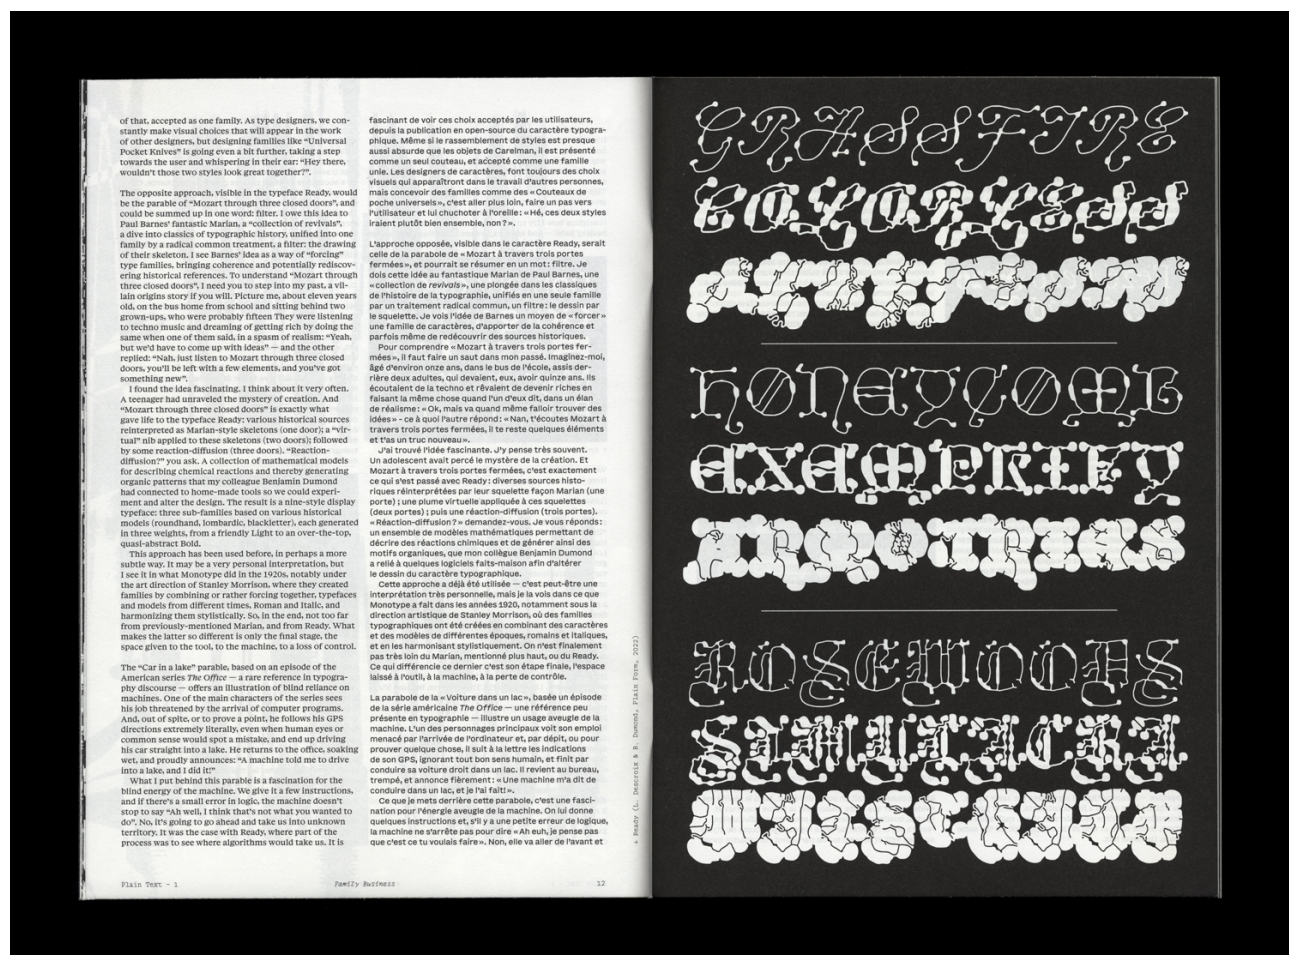 of that, accepted as one family. As type designers, we con-
stantly make visual choices that will appear in the work
of other designers, but designing families like “Universal
Pocket Knives” is going even a bit further, taking a step
towards the user and whispering in their ear: “Hey there,
wouldn’t those two styles look great together?”.
The opposite approach, visible in the typeface Ready, would
be the parable of “Mozart through three closed doors”, and
could be summed up in one word: filter. I owe this idea to
Paul Barnes’ fantastic Marian, a “collection of revivals”,
a dive into classics of typographic history, unified into one
family by a radical common treatment, a filter: the drawing
of their skeleton. I see Barnes’ idea as a way of “forcing”
type families, bringing coherence and potentially rediscov-
ering historical references. To understand “Mozart through
three closed doors”, I need you to step into my past, a vil-
lain origins story if you will. Picture me, about eleven years
old, on the bus home from school and sitting behind two
grown-ups, who were probably fifteen They were listening
to techno music and dreaming of getting rich by doing the
same when one of them said, in a spasm of realism: “Yeah,
but we’d have to come up with ideas” — and the other
replied: “Nah, just listen to Mozart through three closed
doors, you’ll be left with a few elements, and you’ve got
something new”.
I found the idea fascinating. I think about it very often.
A teenager had unraveled the mystery of creation. And
“Mozart through three closed doors” is exactly what
gave life to the typeface Ready: various historical sources
reinterpreted as Marian-style skeletons (one door); a “vir-
tual” nib applied to these skeletons (two doors); followed
by some reaction-diffusion (three doors). “Reaction-
diffusion?” you ask. A collection of mathematical models
for describing chemical reactions and thereby generating
organic patterns that my colleague Benjamin Dumond
had connected to home-made tools so we could experi-
ment and alter the design. The result is a nine-style display
typeface: three sub-families based on various historical
models (roundhand, lombardic, blackletter), each generated
in three weights, from a friendly Light to an over-the-top,
quasi-abstract Bold.
This approach has been used before, in perhaps a more
subtle way. It may be a very personal interpretation, but
I see it in what Monotype did in the 1920s, notably under
the art direction of Stanley Morrison, where they created
families by combining or rather forcing together, typefaces
and models from different times, Roman and Italic, and
harmonizing them stylistically. So, in the end, not too far
from previously-mentioned Marian, and from Ready. What
makes the latter so different is only the final stage, the
space given to the tool, to the machine, to a loss of control.
The “Car in a lake” parable, based on an episode of the
American series The Office — a rare reference in typogra-
phy discourse — offers an illustration of blind reliance on
machines. One of the main characters of the series sees
his job threatened by the arrival of computer programs.
And, out of spite, or to prove a point, he follows his GPS
directions extremely literally, even when human eyes or
common sense would spot a mistake, and end up driving
his car straight into a lake. He returns to the office, soaking
wet, and proudly announces: “A machine told me to drive
into a lake, and I did it!”
What I put behind this parable is a fascination for the
blind energy of the machine. We give it a few instructions,
and if there’s a small error in logic, the machine doesn’t
stop to say “Ah well, I think that’s not what you wanted to
do”. No, it’s going to go ahead and take us into unknown
territory. It was the case with Ready, where part of the
process was to see where algorithms would take us. It is
fascinant de voir ces choix acceptés par les utilisateurs,
depuis la publication en open-source du caractère typogra-
phique. Même si le rassemblement de styles est presque
aussi absurde que les objets de Carelman, il est présenté
comme un seul couteau, et accépté comme une famille
unie. Les designers de caractères, font toujours des choix
visuels qui apparaîtront dans le travail d’autres personnes,
mais concevoir des familles comme des « Couteaux de
poche universels », c’est aller plus loin, faire un pas vers
l’utilisateur et lui chuchoter à l’oreille : « Hé, ces deux styles
iraient plutôt bien ensemble, non ? ».
L’approche opposée, visible dans le caractère Ready, serait
celle de la parabole de « Mozart à travers trois portes
fermées », et pourrait se résumer en un mot : filtre. Je
dois cette idée au fantastique Marian de Paul Barnes, une
« collection de revivals », une plongée dans les classiques
de l’histoire de la typographie, unifiés en une seule famille
par un traitement radical commun, un filtre : le dessin par
le squelette. Je vois l’idée de Barnes un moyen de « forcer »
une famille de caractères, d’apporter de la cohérence et
parfois même de redécouvrir des sources historiques.
Pour comprendre « Mozart à travers trois portes fer-
mées », il faut faire un saut dans mon passé. Imaginez-moi,
âgé d’environ onze ans, dans le bus de l’école, assis der-
rière deux adultes, qui devaient, eux, avoir quinze ans. Ils
écoutaient de la techno et rêvaient de devenir riches en
faisant la même chose quand l’un d’eux dit, dans un élan
de réalisme : « Ok, mais va quand même falloir trouver des
idées » - ce à quoi l’autre répond : « Nan, t’écoutes Mozart à
travers trois portes fermées, il te reste quelques éléments
et t’as un truc nouveau ».
J’ai trouvé l’idée fascinante. J’y pense très souvent.
Un adolescent avait percé le mystère de la création. Et
Mozart à travers trois portes fermées, c’est exactement
ce qui s’est passé avec Ready : diverses sources histo-
riques réinterprétées par leur squelette façon Marian (une
porte) ; une plume virtuelle appliquée à ces squelettes
(deux portes) ; puis une réaction-diffusion (trois portes).
« Réaction-diffusion ? » demandez-vous. Je vous réponds :
un ensemble de modèles mathématiques permettant de
décrire des réactions chimiques et de générer ainsi des
motifs organiques, que mon collègue Benjamin Dumond
a relié à quelques logiciels faits-maison afin d’altérer
le dessin du caractère typographique.
Cette approche a déjà été utilisée — c’est peut-être une
interprétation très personnelle, mais je la vois dans ce que
Monotype a fait dans les années 1920, notamment sous la
direction artistique de Stanley Morrison, où des familles
typographiques ont été créées en combinant des caractères
et des modèles de différentes époques, romains et italiques,
et en les harmonisant stylistiquement. On n’est finalement
pas très loin du Marian, mentionné plus haut, ou du Ready.
Ce qui différencie ce dernier c’est son étape finale, l’espace
laissé à l’outil, à la machine, à la perte de contrôle.
La parabole de la « Voiture dans un lac », basée un épisode
de la série américaine The Office — une référence peu
présente en typographie — illustre un usage aveugle de la
machine. L’un des personnages principaux voit son emploi
menacé par l’arrivée de l’ordinateur et, par dépit, ou pour
prouver quelque chose, il suit à la lettre les indications
de son GPS, ignorant tout bon sens humain, et finit par
conduire sa voiture droit dans un lac. Il revient au bureau,
trempé, et annonce fièrement : « Une machine m’a dit de
conduire dans un lac, et je l’ai fait! ».
Ce que je mets derrière cette parabole, c’est une fasci-
nation pour l’énergie aveugle de la machine. On lui donne
quelques instructions et, s’il y a une petite erreur de logique,
la machine ne s’arrête pas pour dire « Ah euh, je pense pas
que c’est ce tu voulais faire ». Non, elle va aller de l’avant et
Plain Text – 1
Family Business
12
+ Ready (L. Descroix & B. Dumond, Plain Form, 2022)
GRASSFIRE
HONEYCOMB
EXEMPLIFY
ROSEWOODS
SIMULACRA